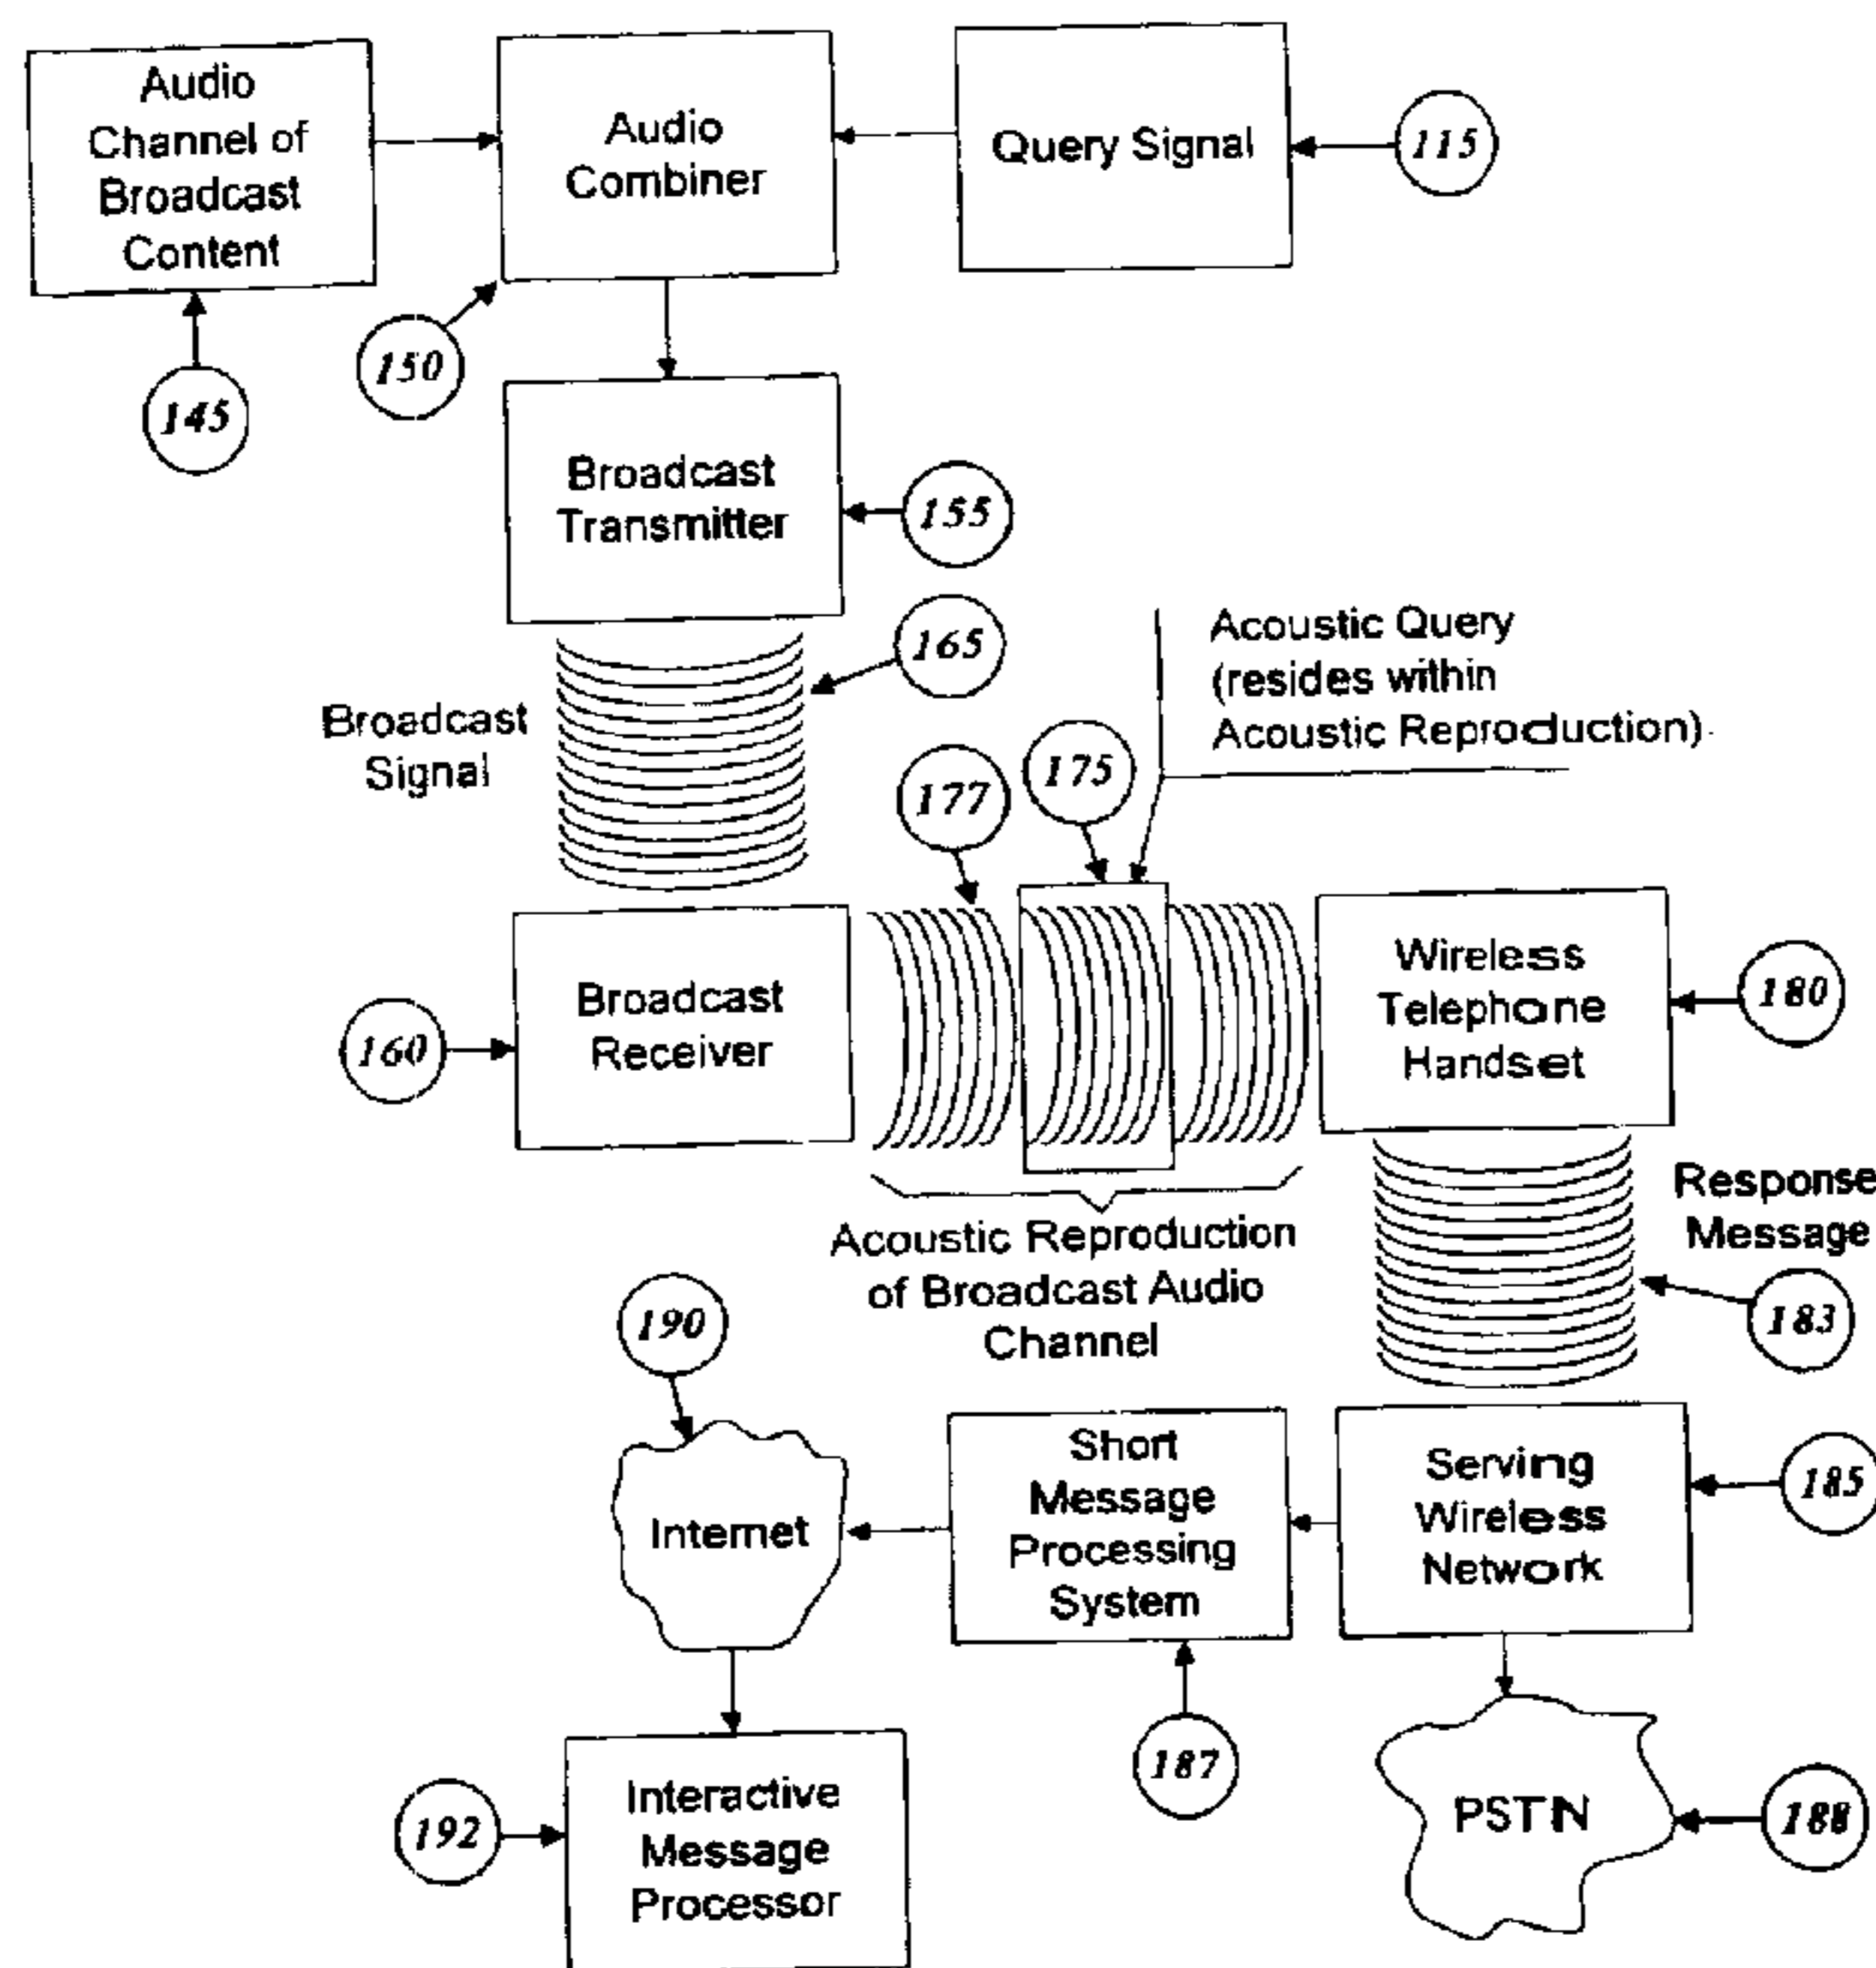 Audio
Channel of
Broadcast
Content
Audio
Combiner
Query Signal
115
150
145
Broadcast
Transmitter
155
165
Broadcast
Signal
Acoustic Query
(resides within
Acoustic Reproduction)
177
175
Broadcast
Receiver
160
Wireless
Telephone
Handset
180
Acoustic Reproduction
of Broadcast Audio
Channel
Response
Message
183
190
Internet
Short
Message
Processing
System
Serving
Wireless
Network
185
187
PSTN
188
192
Interactive
Message
Processor